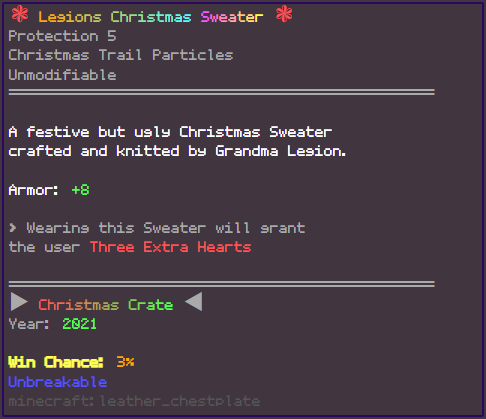 ❃ Legions Christmas Sweater ❃
Protection 5
Christmas Trail Particles
Unmodifiable
A festive but ugly Christmas Sweater
crafted and knitted by Grandma Legion.
Armor: +8
> Wearing this Sweater will grant
the user Three Extra Hearts
▶ Christmas Crate ◀
Year: 2021
Win Chance: 3%
Unbreakable
minecraft:leather_chestplate